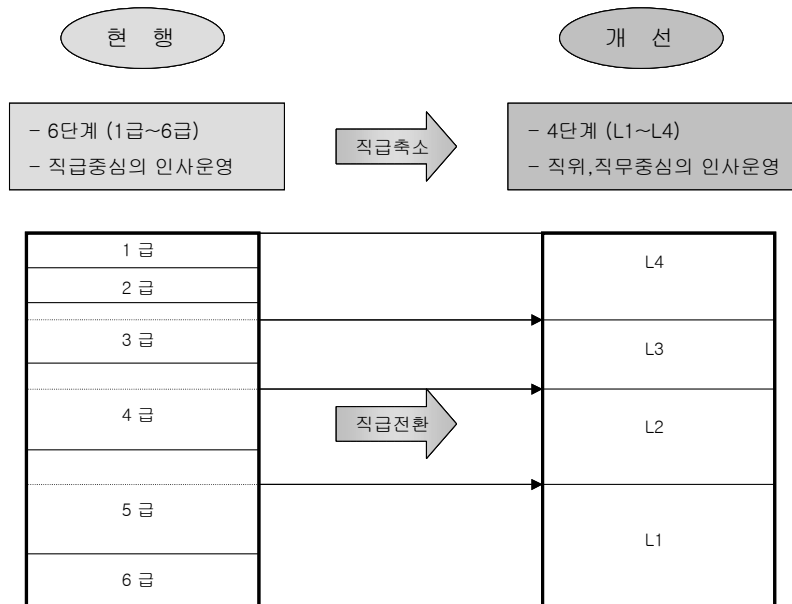 현 행
개 선
- 6단계 (1급~6급)
- 직급중심의 인사운영
직급축소
- 4단계 (L1~L4)
- 직위,직무중심의 인사운영
1 급
2 급
3 급
4 급
5 급
6 급
직급전환
L4
L3
L2
L1